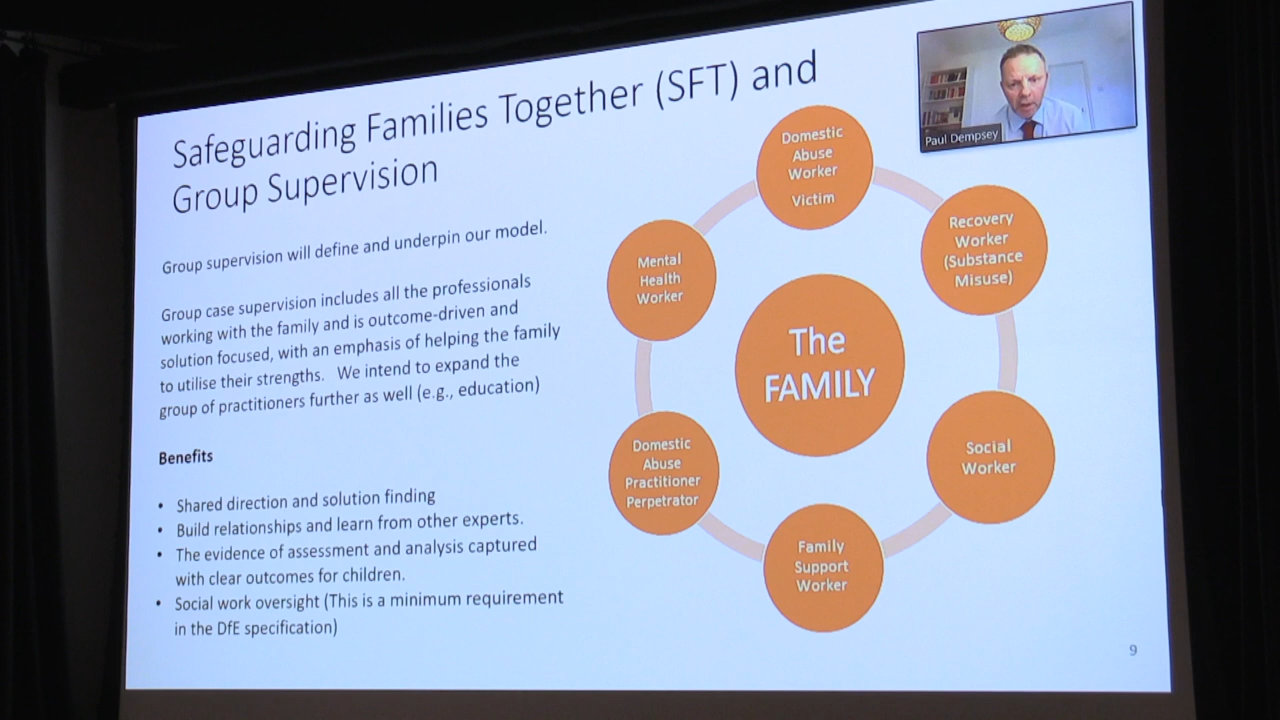 Safeguarding Families Together (SFT) and
Group Supervision
Paul Dempsey
Group supervision will define and underpin our model.
Group case supervision includes all the professionals
working with the family and is outcome-driven and
solution focused, with an emphasis of helping the family
to utilise their strengths. We intend to expand the
group of practitioners further as well (e.g., education)
Benefits
• Shared direction and solution finding
• Build relationships and learn from other experts.
• The evidence of assessment and analysis captured
with clear outcomes for children.
• Social work oversight (This is a minimum requirement
in the DfE specification)
Domestic
Abuse
Worker
Victim
Recovery
Worker
(Substance
Misuse)
Social
Worker
Family
Support
Worker
Domestic
Abuse
Practitioner
Perpetrator
Mental
Health
Worker
The
FAMILY
9